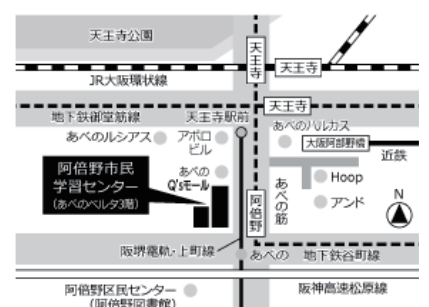 天王寺公園
天王寺
天王寺
JR大阪環状線
天王寺
地下鉄御堂筋線
天王寺駅前
あべのルシアス
アポロ
ビル
あべのハルカス
大阪阿部野橋
近鉄
阿倍野市民
学習センター
(あべのベルタ3階)
あべの
Q'sモール
阿倍野
あべの筋
Hoop
アンド
N
阪堺電軌・上町線
あべの
地下鉄谷町線
阿倍野区民センター
(阿倍野図書館)
阪神高速松原線